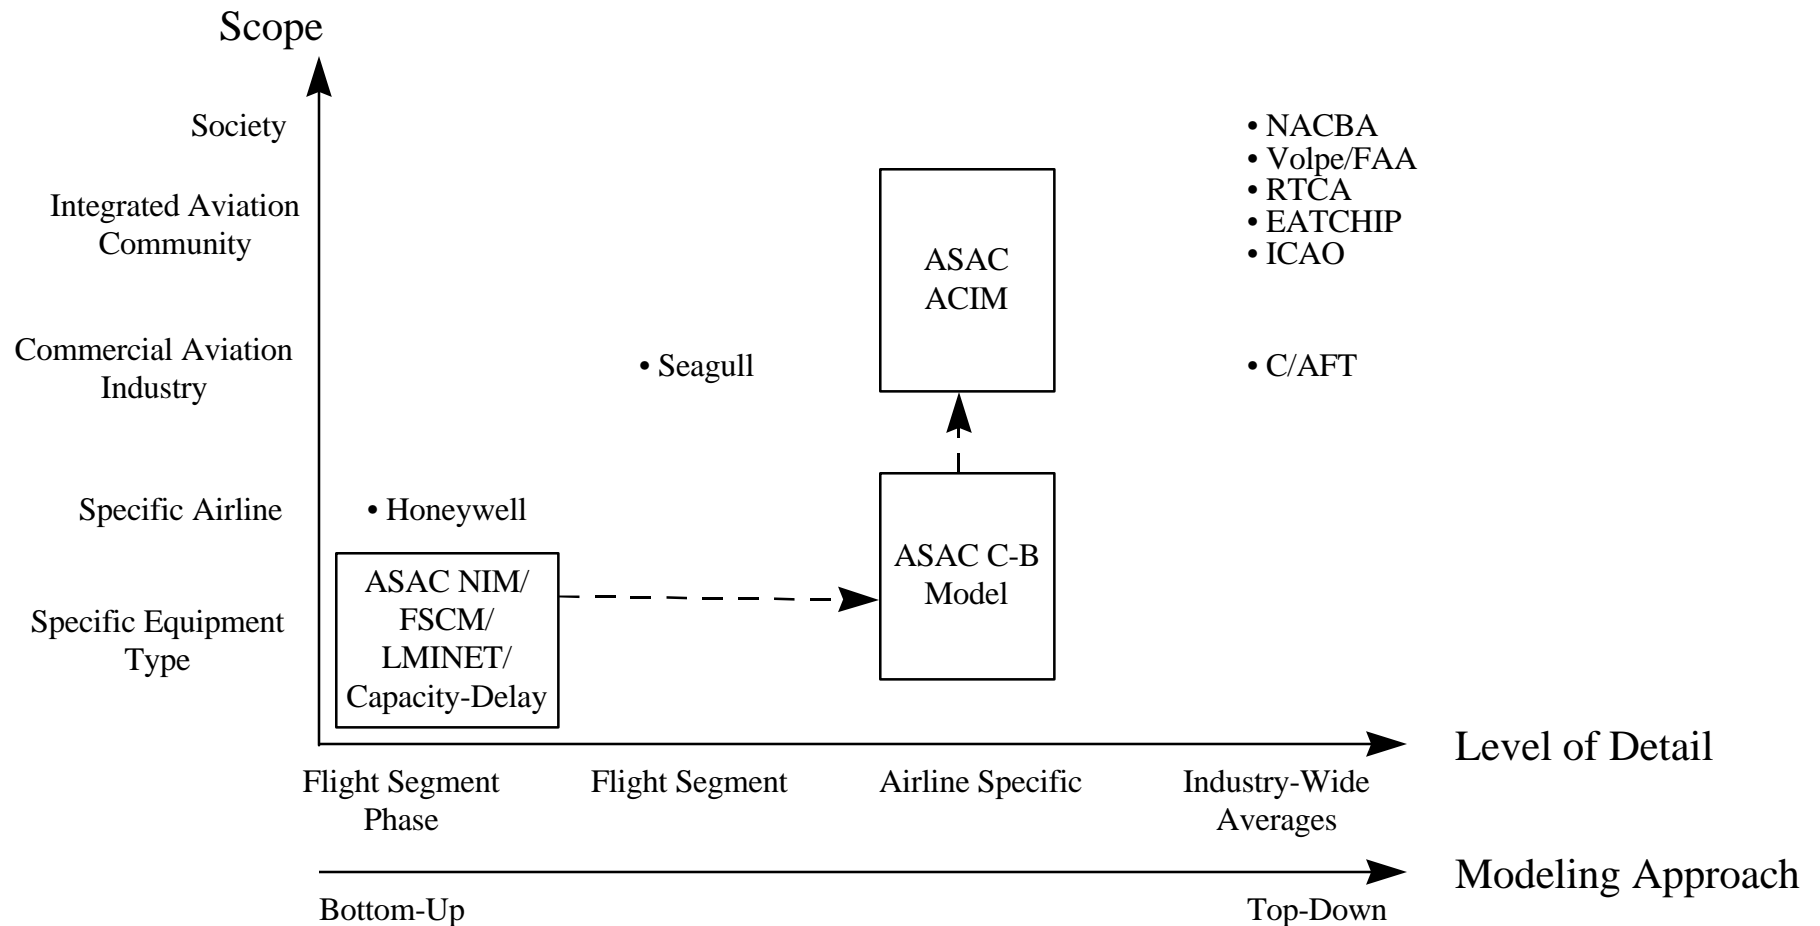 Scope
Society
• NACBA
• Volpe/FAA
Integrated Aviation
Community
• RTCA
• EATCHIP
• ICAO
ASAC
ACIM
Commercial Aviation
Industry
• Seagull
• C/AFT
Specific Airline
• Honeywell
ASAC C-B
Model
ASAC NIM/
FSCM/
LMINET/
Capacity-Delay
Specific Equipment
Type
Level of Detail
Flight Segment
Phase
Flight Segment
Airline Specific
Industry-Wide
Averages
Modeling Approach
Bottom-Up
Top-Down